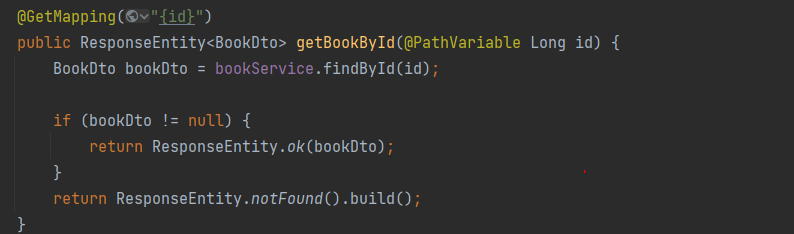 @GetMapping("{id}")
public ResponseEntity<BookDto> getBookById(@PathVariable Long id) {
    BookDto bookDto = bookService.findById(id);

    if (bookDto != null) {
        return ResponseEntity.ok(bookDto);
    }
    return ResponseEntity.notFound().build();
}